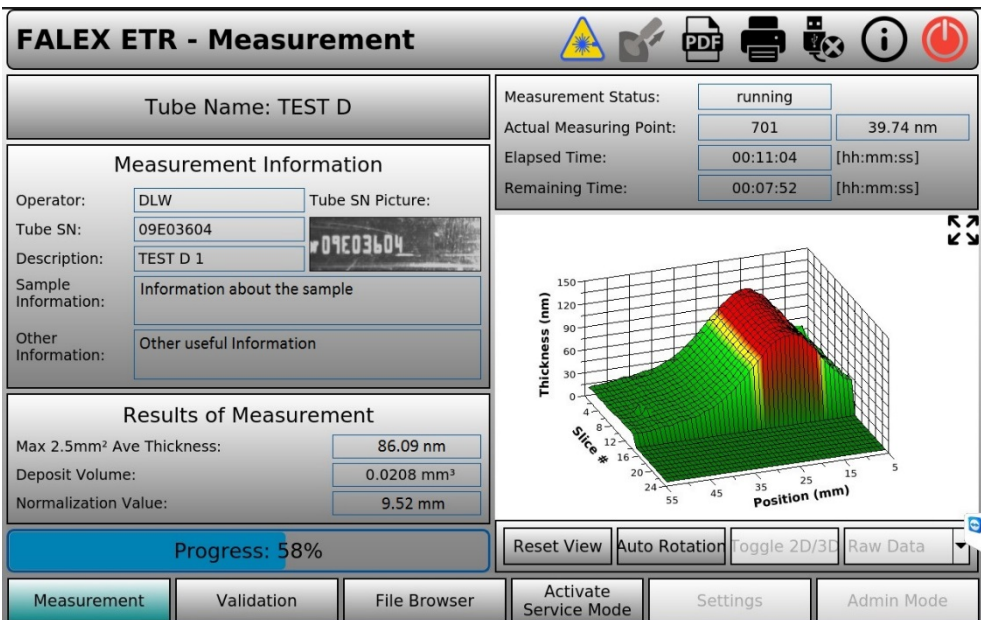 FALEX ETR - Measurement
PDF
Tube Name: TEST D
Measurement Information
Operator: DLW
Tube SN Picture:
Tube SN: 09E03604
09E03604
Description: TEST D 1
Sample Information: Information about the sample
Other Information: Other useful Information
Results of Measurement
Max 2.5mm² Ave Thickness: 86.09 nm
Deposit Volume: 0.0208 mm³
Normalization Value: 9.52 mm
Progress: 58%
Measurement Status: running
Actual Measuring Point: 701 39.74 nm
Elapsed Time: 00:11:04 [hh:mm:ss]
Remaining Time: 00:07:52 [hh:mm:ss]
Thickness (nm)
150
120
90
60
30
0
Slice #
4
8
12
16
20
24
55 45 35 25 15 5
Position (mm)
Reset View Auto Rotation Toggle 2D/3D Raw Data
Measurement Validation File Browser Activate Service Mode Settings Admin Mode